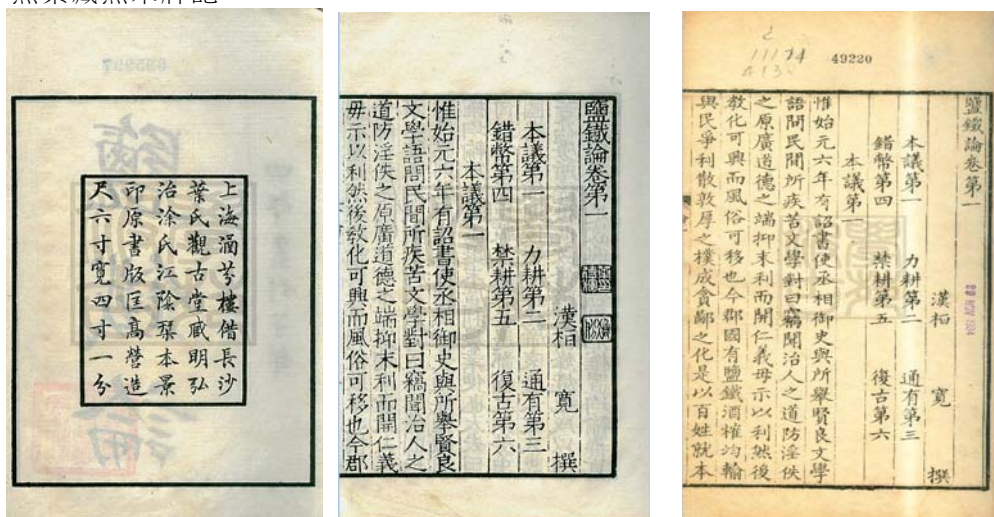 上海涵芬樓借長沙
葉氏觀古堂臧明弘
治涂氏江陰槧本景
印原書版匡高營造
尺六寸寬四寸一分
鹽鐵論卷第一
漢桓 寬 撰
本議第一 力耕第二 通有第三
錯幣第四 禁耕第五 復古第六
本議第一
惟始元六年有詔書使丞相御史與所舉賢良
文學語問民間所疾苦文學對曰竊聞治人之
道防淫佚之原廣道德之端抑末利而開仁義
毋示以利然後敎化可興而風俗可移也今郡
49220
鹽鐵論卷第一
漢桓 寬 撰
本議第一 力耕第二 通有第三
錯幣第四 禁耕第五 復古第六
本議第一
惟始元六年有詔書使丞相御史與所舉賢良文學
語問民間所疾苦文學對曰竊聞治人之道防淫佚
之原廣道德之端抑末利而開仁義毋示以利然後
教化可興而風俗可移也今郡國有鹽鐵酒榷均輸
與民爭利散敦厚之樸成貪鄙之化是以百姓就本